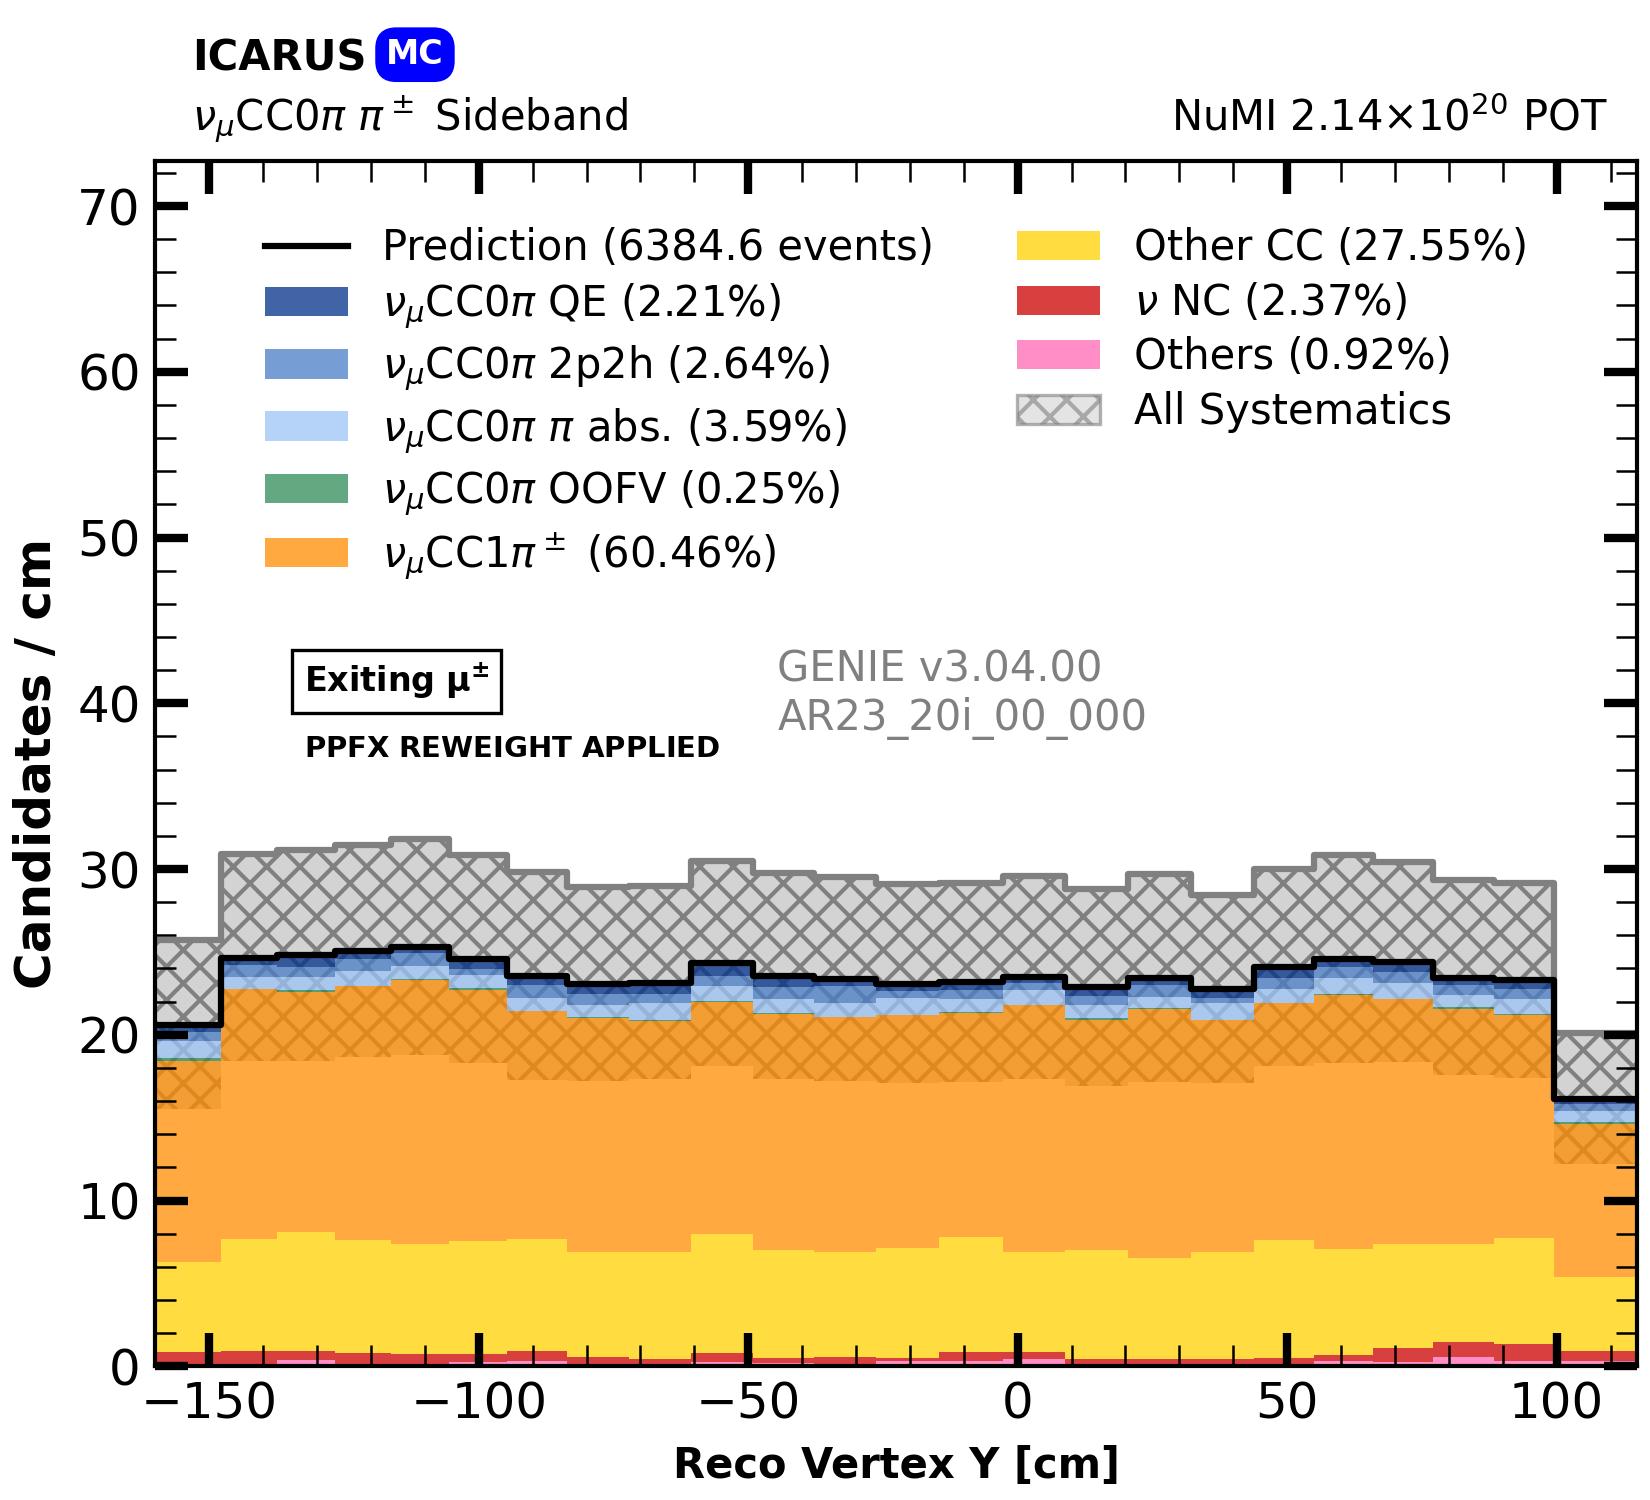 ICARUS MC
νμCC0π π± Sideband
NuMI 2.14×10²⁰ POT
Prediction (6384.6 events)
νμCC0π QE (2.21%)
νμCC0π 2p2h (2.64%)
νμCC0π π abs. (3.59%)
νμCC0π OOFV (0.25%)
νμCC1π± (60.46%)
Other CC (27.55%)
ν NC (2.37%)
Others (0.92%)
All Systematics
Exiting μ±
PPFX REWEIGHT APPLIED
GENIE v3.04.00
AR23_20i_00_000
Candidates / cm
70
60
50
40
30
20
10
0
−150 −100 −50 0 50 100
Reco Vertex Y [cm]